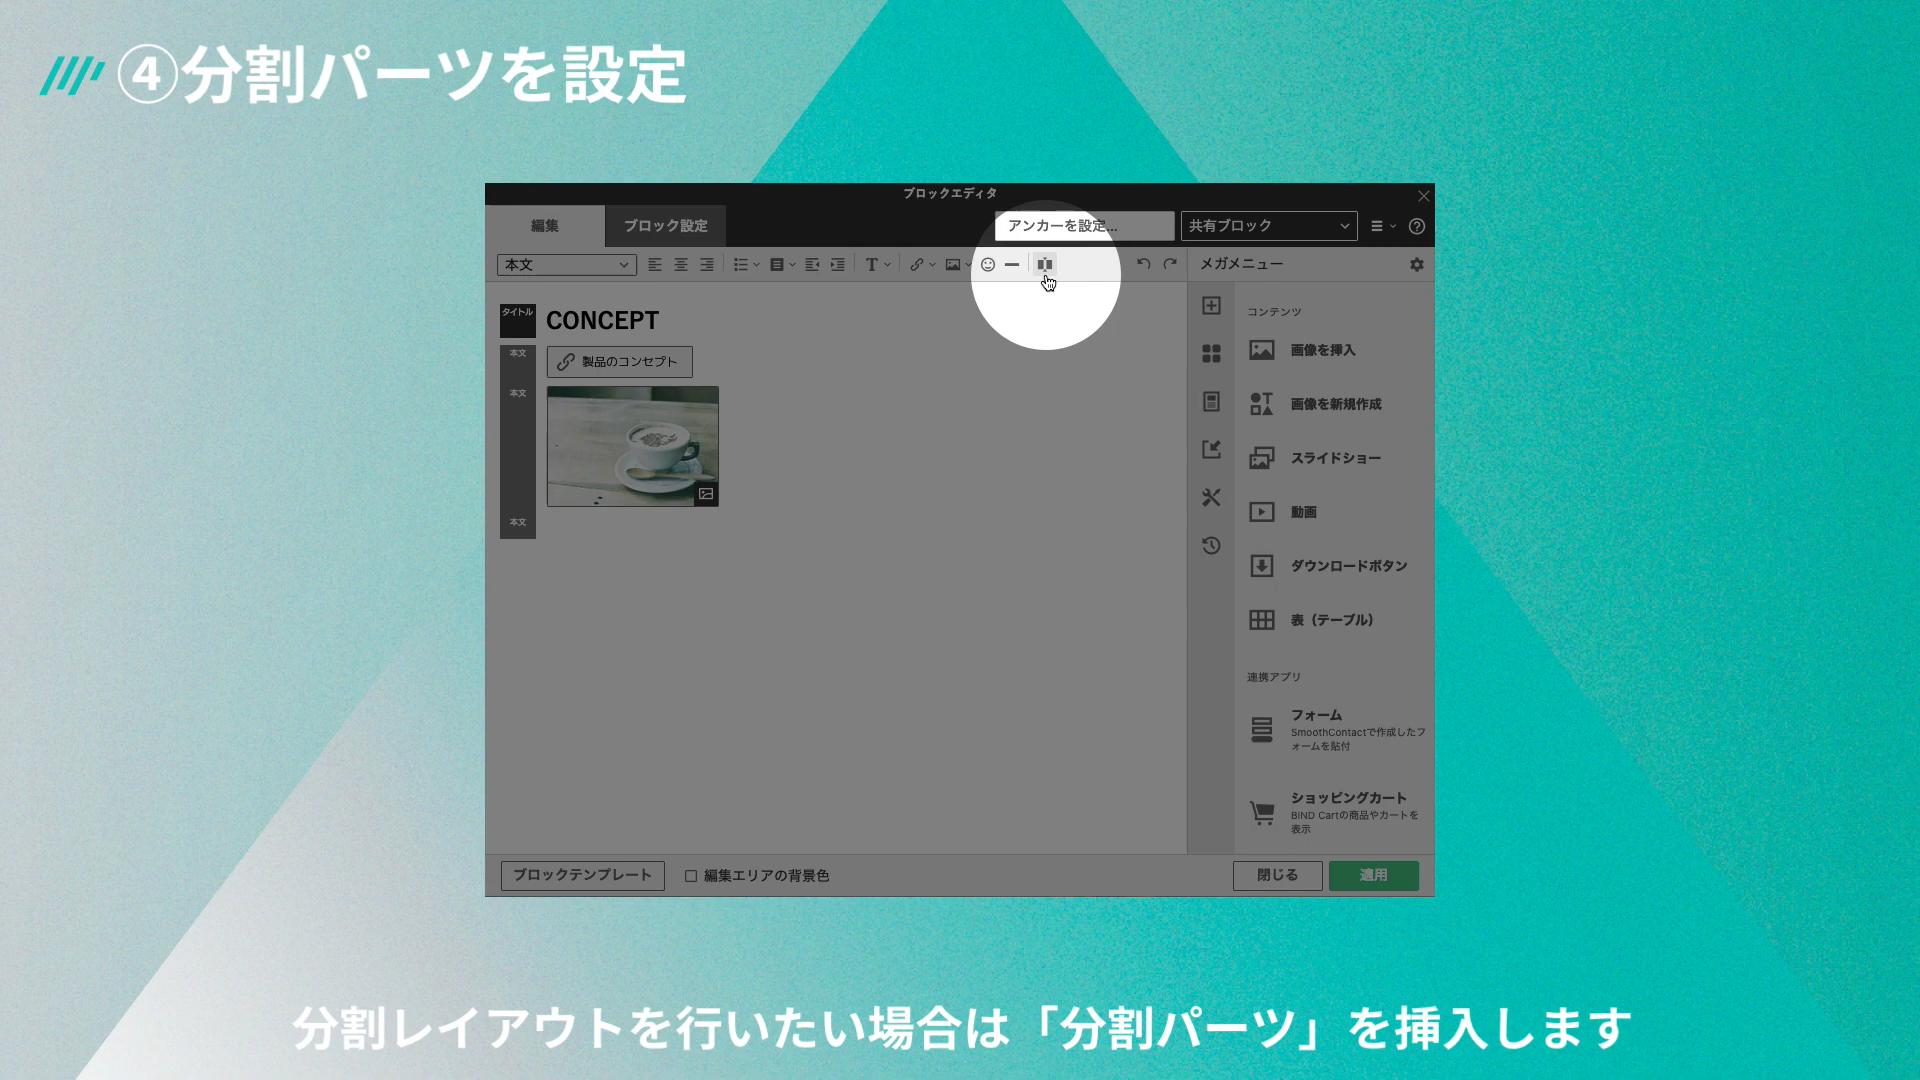 ④分割パーツを設定
ブロックエディタ
編集
ブロック設定
アンカーを設定...
共有ブロック
本文
メガメニュー
タイトル
CONCEPT
本文
製品のコンセプト
本文
本文
コンテンツ
画像を挿入
画像を新規作成
スライドショー
動画
ダウンロードボタン
表（テーブル）
連携アプリ
フォーム
SmoothContactで作成したフ
ォームを貼付
ショッピングカート
BiND Cartの商品やカートを
表示
ブロックテンプレート
編集エリアの背景色
閉じる
適用
分割レイアウトを行いたい場合は「分割パーツ」を挿入します